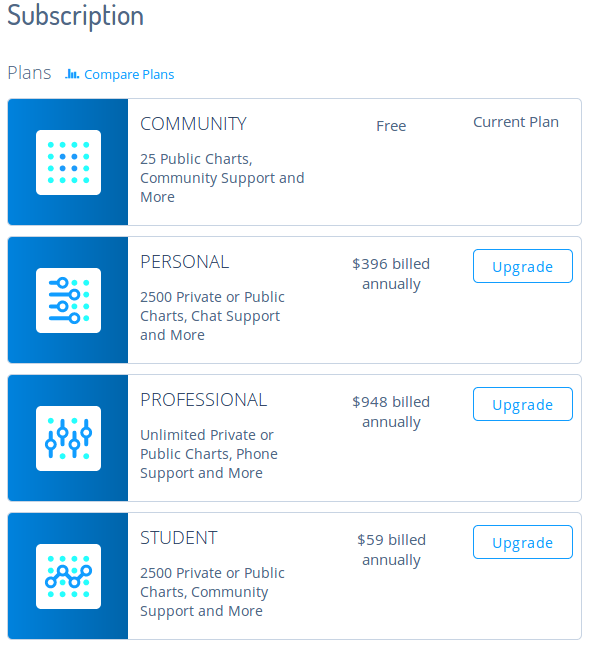 Subscription
Plans Compare Plans
COMMUNITY
25 Public Charts,
Community Support and
More
Free
Current Plan
PERSONAL
2500 Private or Public
Charts, Chat Support
and More
$396 billed
annually
Upgrade
PROFESSIONAL
Unlimited Private or
Public Charts, Phone
Support and More
$948 billed
annually
Upgrade
STUDENT
2500 Private or Public
Charts, Community
Support and More
$59 billed
annually
Upgrade